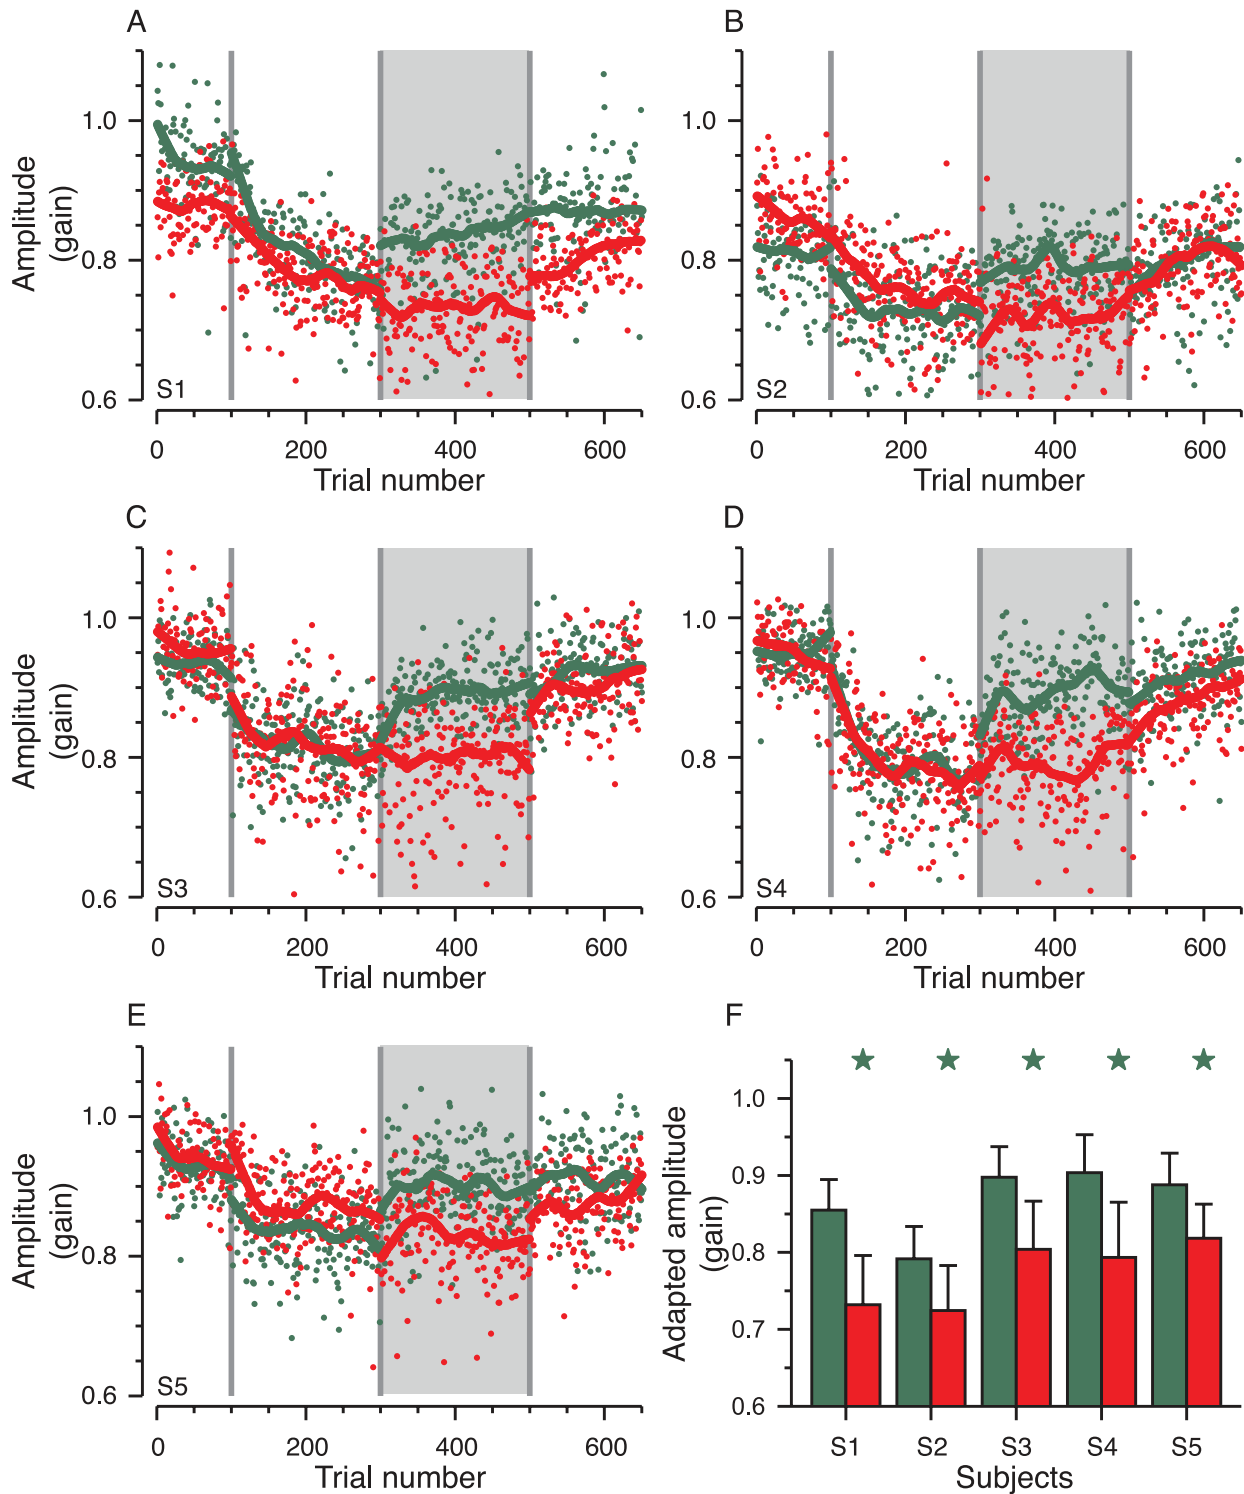 A
1.0
0.8
0.6
Amplitude
(gain)
S1
0 200 400 600
Trial number
B
1.0
0.8
0.6
Amplitude
(gain)
S2
0 200 400 600
Trial number
C
1.0
0.8
0.6
Amplitude
(gain)
S3
0 200 400 600
Trial number
D
1.0
0.8
0.6
Amplitude
(gain)
S4
0 200 400 600
Trial number
E
1.0
0.8
0.6
Amplitude
(gain)
S5
0 200 400 600
Trial number
F
1.0
0.9
0.8
0.7
0.6
Adapted amplitude
(gain)
S1 S2 S3 S4 S5
Subjects